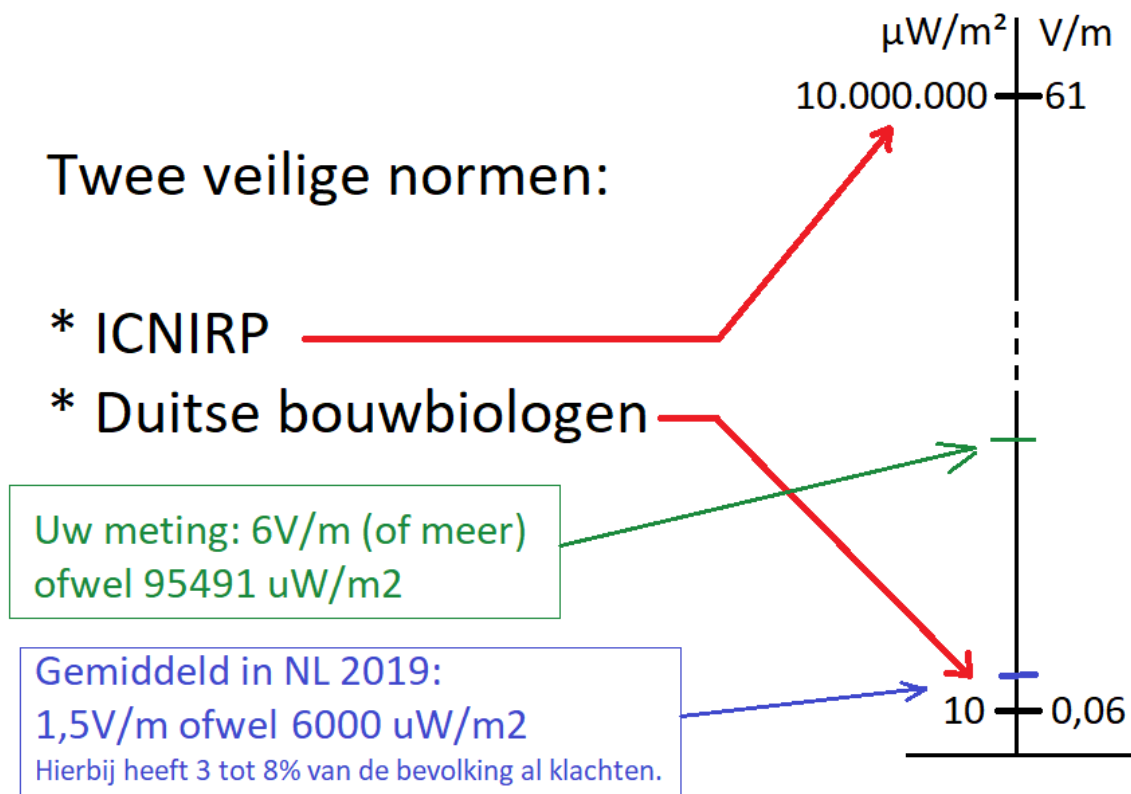 µW/m² V/m
10.000.000 61
Twee veilige normen:
* ICNIRP
* Duitse bouwbiologen
Uw meting: 6V/m (of meer)
ofwel 95491 uW/m2
Gemiddeld in NL 2019:
1,5V/m ofwel 6000 uW/m2
Hierbij heeft 3 tot 8% van de bevolking al klachten.
10 0,06